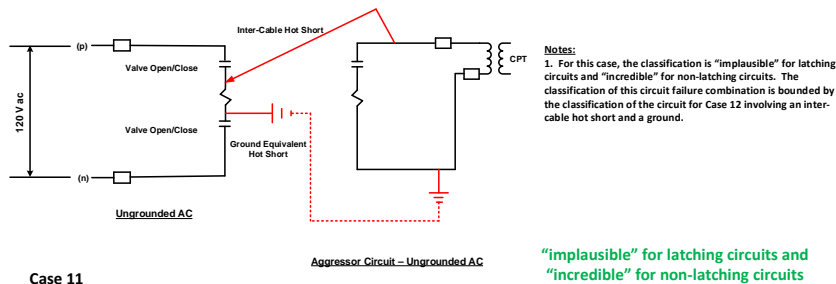 Inter-Cable Hot Short
(p)
Valve Open/Close
120 V ac
Valve Open/Close
Ground Equivalent
Hot Short
(n)
Ungrounded AC
CPT
Aggressor Circuit – Ungrounded AC
Notes:
1. For this case, the classification is “implausible” for latching
circuits and “incredible” for non-latching circuits. The
classification of this circuit failure combination is bounded by
the classification of the circuit for Case 12 involving an inter-
cable hot short and a ground.
“implausible” for latching circuits and
“incredible” for non-latching circuits
Case 11